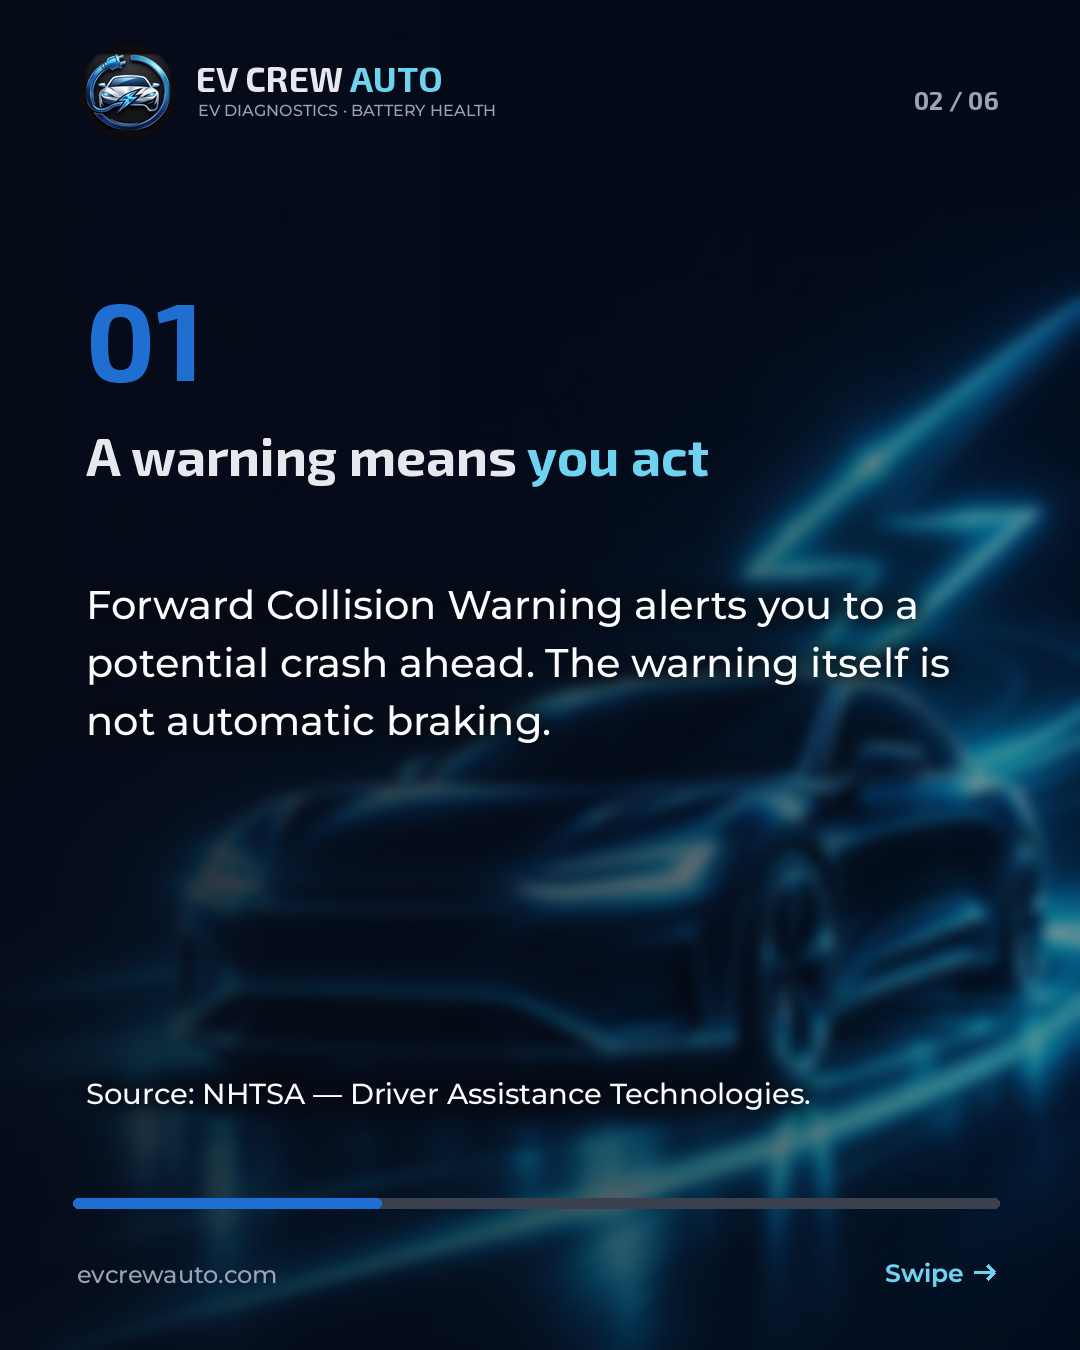 EV CREW AUTO
EV DIAGNOSTICS · BATTERY HEALTH
02 / 06
01
A warning means you act
Forward Collision Warning alerts you to a
potential crash ahead. The warning itself is
not automatic braking.
Source: NHTSA — Driver Assistance Technologies.
evcrewauto.com
Swipe →